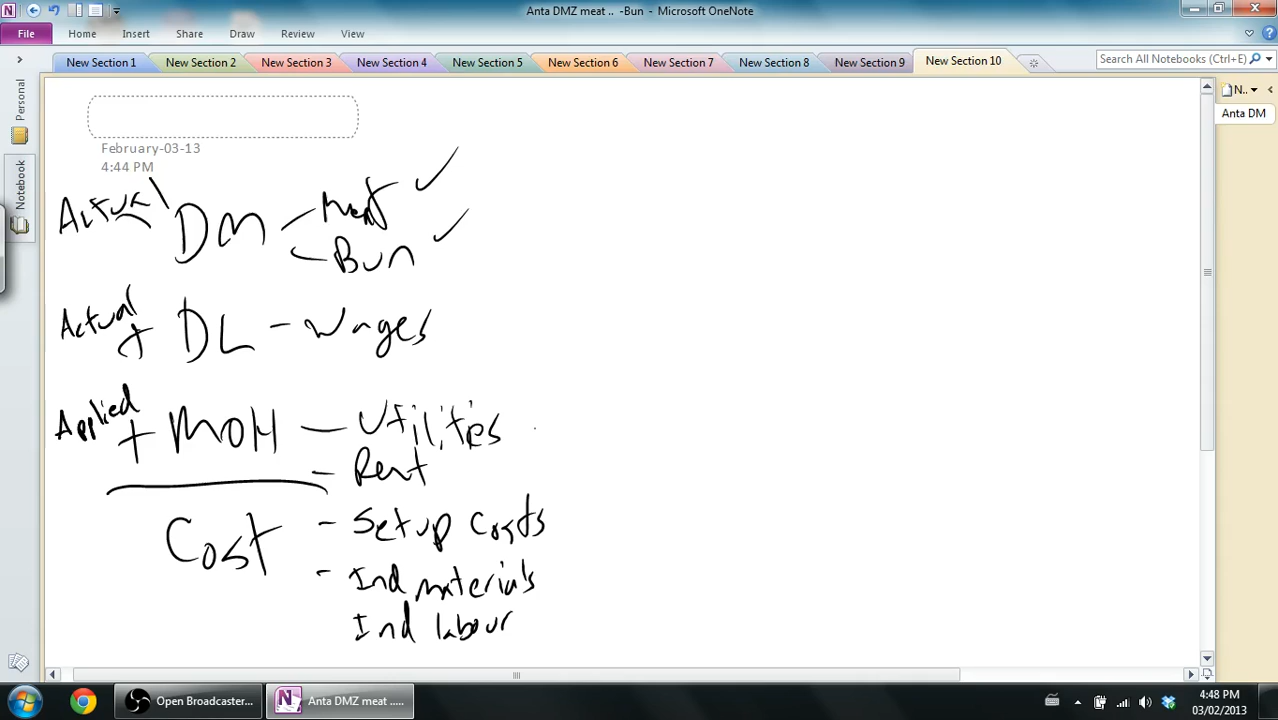 Anta DMZ meat .. -Bun - Microsoft OneNote
File Home Insert Share Draw Review View
New Section 1 New Section 2 New Section 3 New Section 4 New Section 5 New Section 6 New Section 7 New Section 8 New Section 9 New Section 10
Search All Notebooks (Ctrl+E)
N..
Anta DM
Personal
Notebook
February-03-13
4:44 PM
Actual DM - Meat ✓
- Bun ✓
Actual + DL - Wages
Applied + MOH - Utilities
- Rent
Cost - Setup Costs
- Ind materials
Ind labour
Open Broadcaster... Anta DMZ meat .....
4:48 PM
03/02/2013